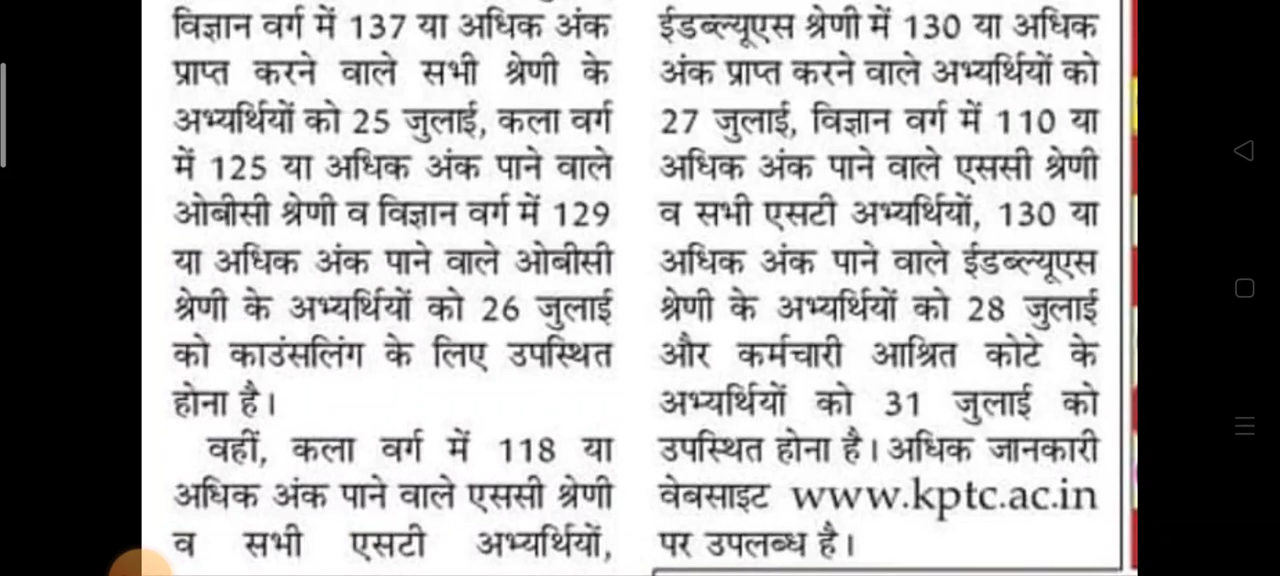 विज्ञान वर्ग में 137 या अधिक अंक
प्राप्त करने वाले सभी श्रेणी के
अभ्यर्थियों को 25 जुलाई, कला वर्ग
में 125 या अधिक अंक पाने वाले
ओबीसी श्रेणी व विज्ञान वर्ग में 129
या अधिक अंक पाने वाले ओबीसी
श्रेणी के अभ्यर्थियों को 26 जुलाई
को काउंसलिंग के लिए उपस्थित
होना है।
वहीं, कला वर्ग में 118 या
अधिक अंक पाने वाले एससी श्रेणी
व सभी एसटी अभ्यर्थियों,
ईडब्ल्यूएस श्रेणी में 130 या अधिक
अंक प्राप्त करने वाले अभ्यर्थियों को
27 जुलाई, विज्ञान वर्ग में 110 या
अधिक अंक पाने वाले एससी श्रेणी
व सभी एसटी अभ्यर्थियों, 130 या
अधिक अंक पाने वाले ईडब्ल्यूएस
श्रेणी के अभ्यर्थियों को 28 जुलाई
और कर्मचारी आश्रित कोटे के
अभ्यर्थियों को 31 जुलाई को
उपस्थित होना है। अधिक जानकारी
वेबसाइट www.kptc.ac.in
पर उपलब्ध है।